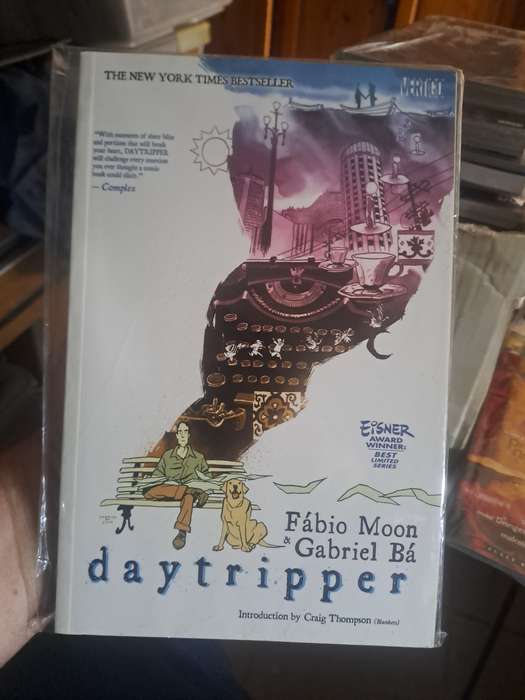 THE NEW YORK TIMES BESTSELLER
VERTIGO
"With moments of sheer bliss
and portions that will break
your heart, DAYTRIPPER
will challenge every emotion
you ever thought a comic
book could elicit."
— Complex
EISNER
AWARD
WINNER:
BEST
LIMITED
SERIES
Fábio Moon
& Gabriel Bá
daytripper
Introduction by Craig Thompson (Blankets)